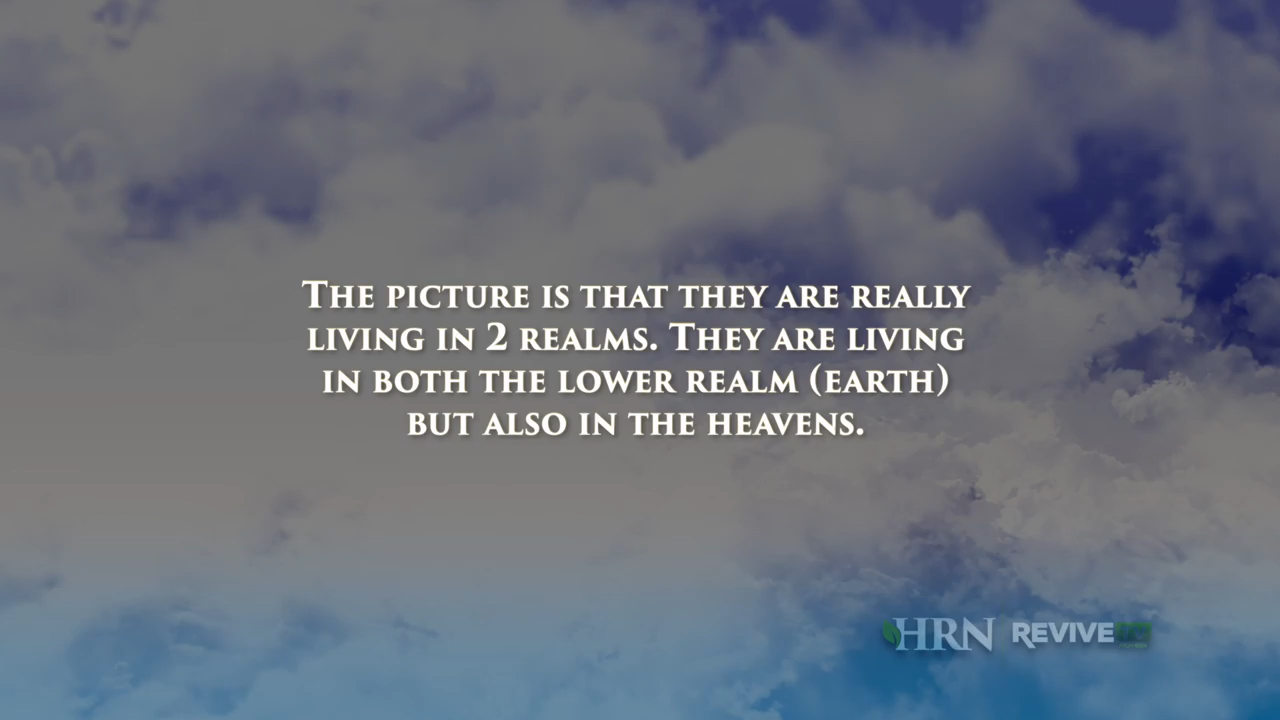 The picture is that they are really
living in 2 realms. They are living
in both the lower realm (earth)
but also in the heavens.
HRN REVIVE